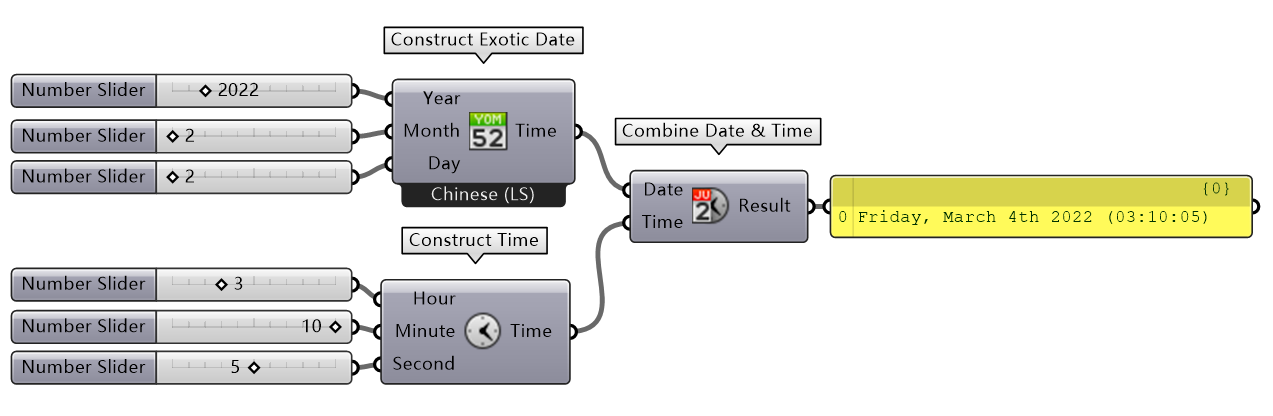 Construct Exotic Date
Number Slider 2022
Number Slider 2
Number Slider 2
Year
Month
Day
YOM
52
Time
Chinese (LS)
Combine Date & Time
Date
Time
JU
2
Result
{0}
0 Friday, March 4th 2022 (03:10:05)
Construct Time
Number Slider 3
Number Slider 10
Number Slider 5
Hour
Minute
Second
Time